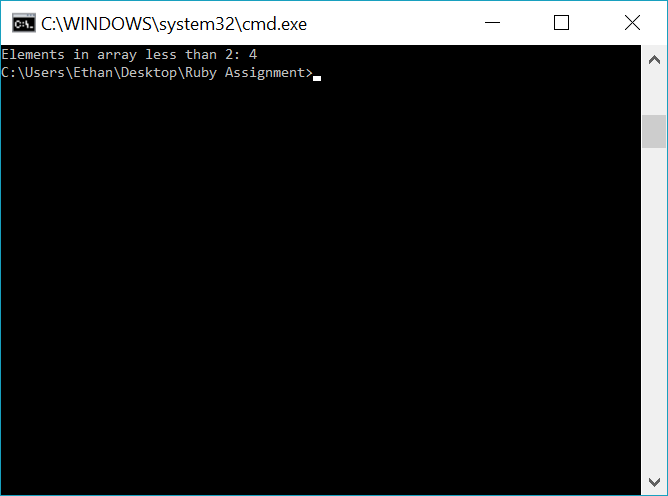 C:\WINDOWS\system32\cmd.exe
Elements in array less than 2: 4
C:\Users\Ethan\Desktop\Ruby Assignment>